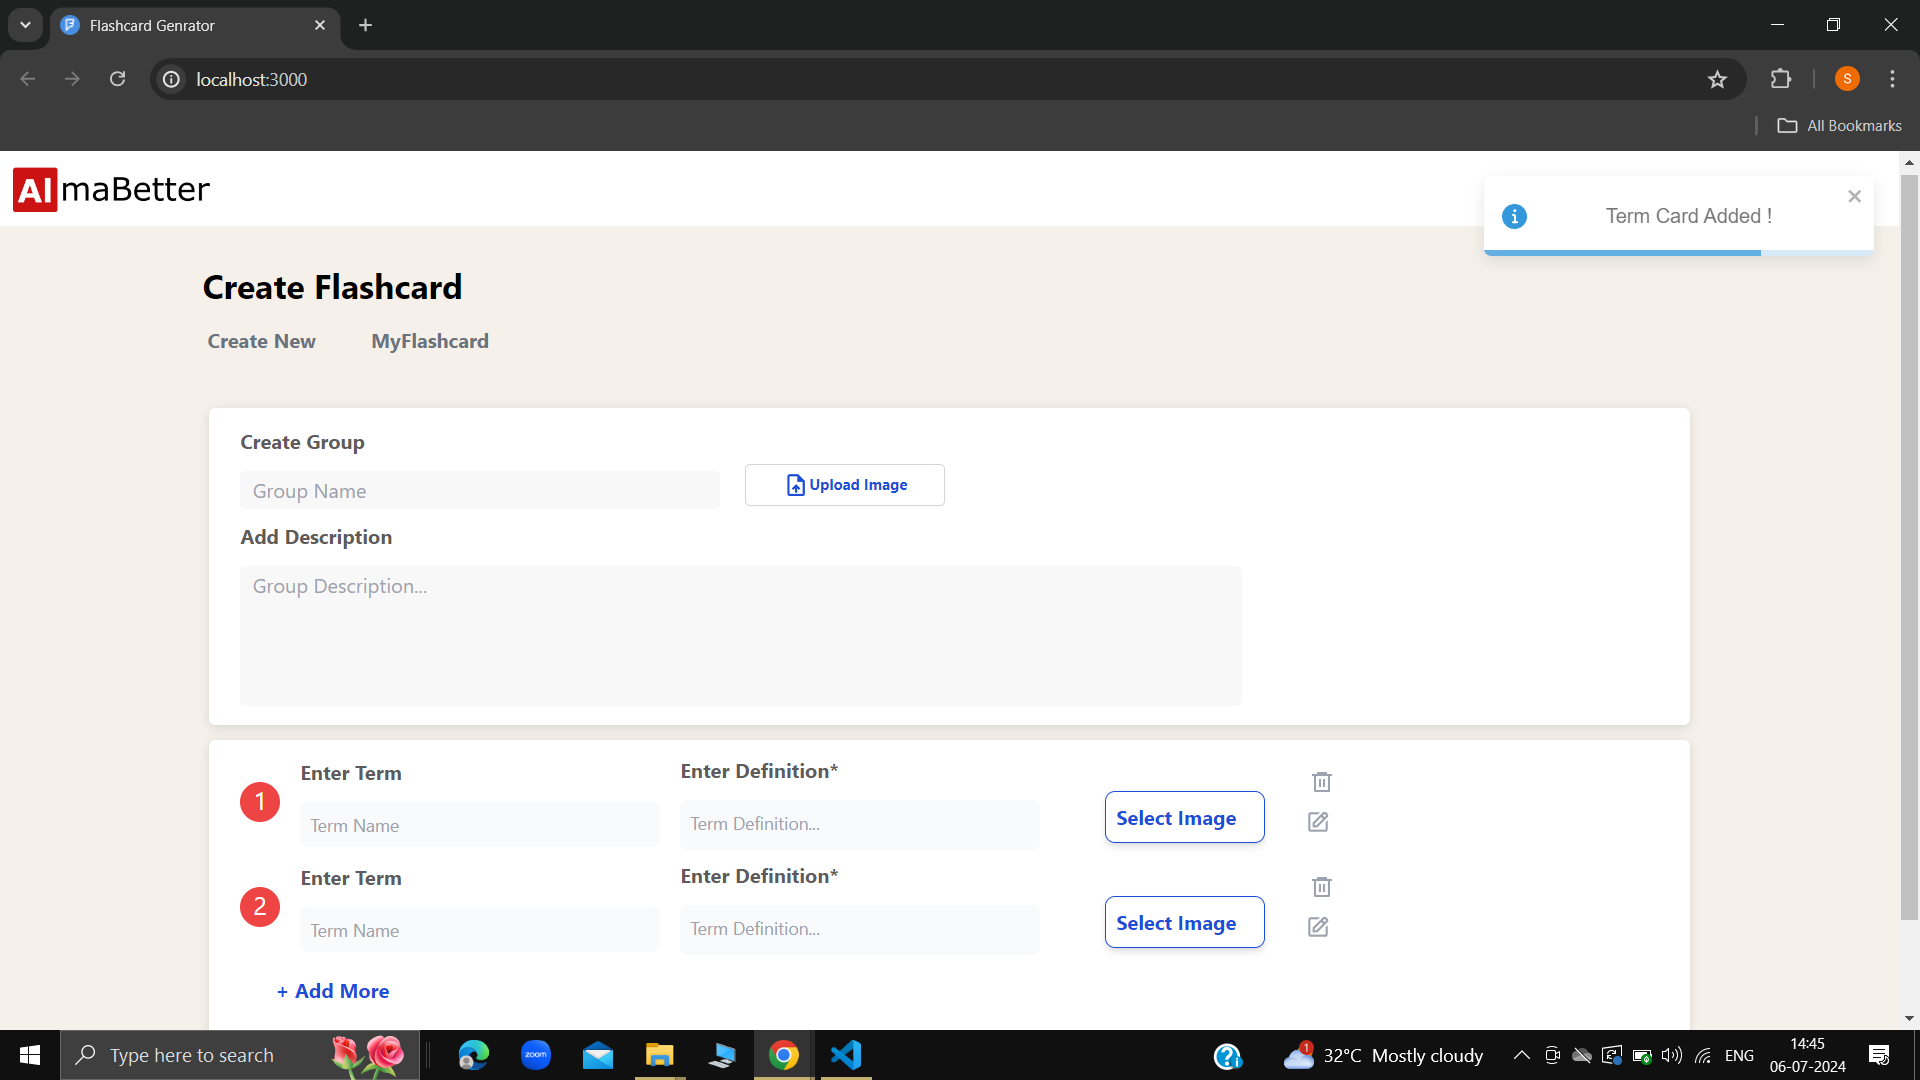 Flashcard Genrator
localhost:3000
S
All Bookmarks
AlmaBetter
Term Card Added !
Create Flashcard
Create New
MyFlashcard
Create Group
Group Name
Upload Image
Add Description
Group Description...
Enter Term
Enter Definition*
1
Term Name
Term Definition...
Select Image
Enter Term
Enter Definition*
2
Term Name
Term Definition...
Select Image
+ Add More
Type here to search
zoom
1
32°C Mostly cloudy
ENG
14:45
06-07-2024